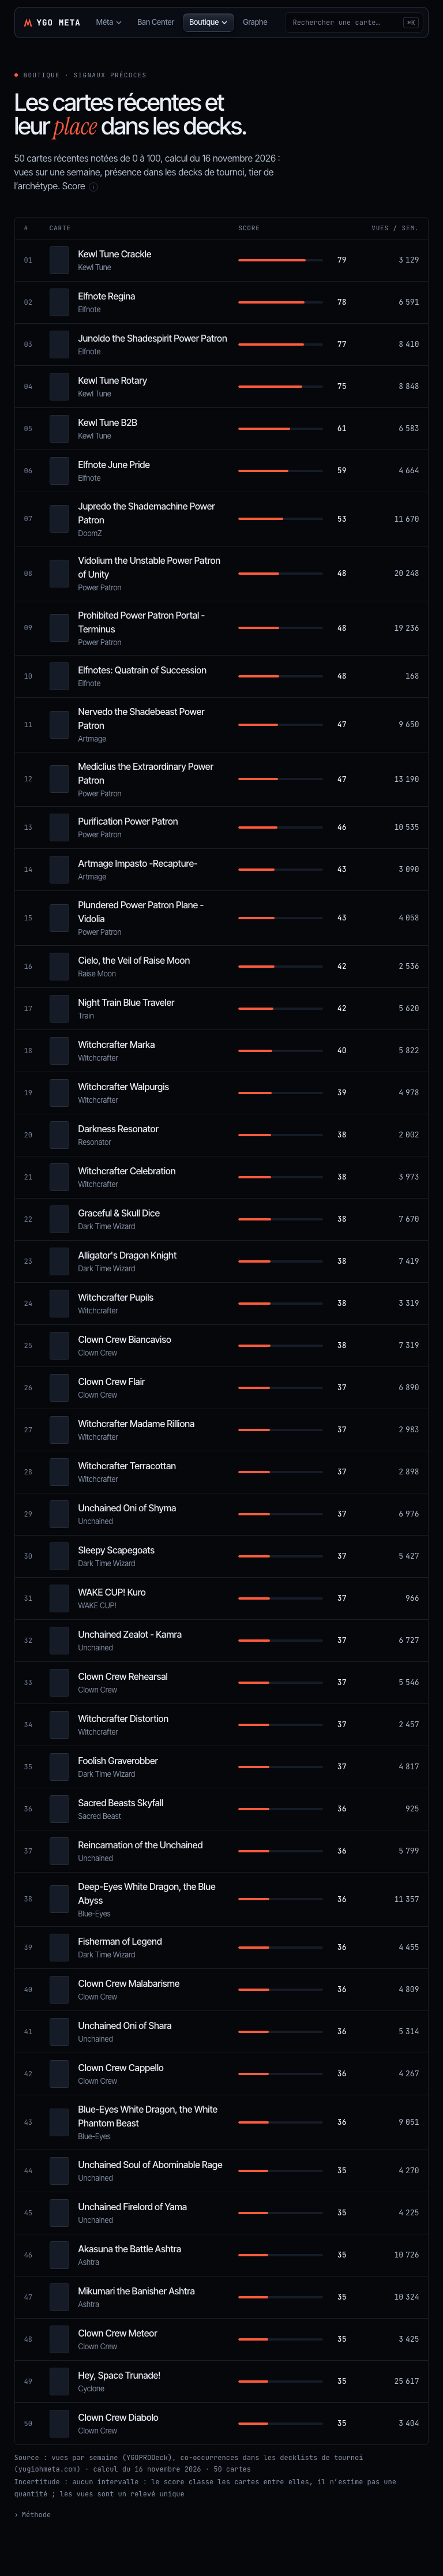 YGO META Méta Ban Center Boutique Graphe Rechercher une carte… ⌘K
BOUTIQUE · SIGNAUX PRÉCOCES
Les cartes récentes et
leur place dans les decks.
50 cartes récentes notées de 0 à 100, calcul du 16 novembre 2026 :
vues sur une semaine, présence dans les decks de tournoi, tier de
l'archétype. Score i
# CARTE SCORE VUES / SEM.
01 Kewl Tune Crackle 79 3 129
Kewl Tune
02 Elfnote Regina 78 6 591
Elfnote
03 Junoldo the Shadespirit Power Patron 77 8 410
Elfnote
04 Kewl Tune Rotary 75 8 848
Kewl Tune
05 Kewl Tune B2B 61 6 583
Kewl Tune
06 Elfnote June Pride 59 4 664
Elfnote
07 Jupredo the Shademachine Power
Patron 53 11 670
DoomZ
08 Vidolium the Unstable Power Patron
of Unity 48 20 248
Power Patron
09 Prohibited Power Patron Portal -
Terminus 48 19 236
Power Patron
10 Elfnotes: Quatrain of Succession 48 168
Elfnote
11 Nervedo the Shadebeast Power
Patron 47 9 650
Artmage
12 Mediclius the Extraordinary Power
Patron 47 13 190
Power Patron
13 Purification Power Patron 46 10 535
Power Patron
14 Artmage Impasto -Recapture- 43 3 090
Artmage
15 Plundered Power Patron Plane -
Vidolia 43 4 058
Power Patron
16 Cielo, the Veil of Raise Moon 42 2 536
Raise Moon
17 Night Train Blue Traveler 42 5 620
Train
18 Witchcrafter Marka 40 5 822
Witchcrafter
19 Witchcrafter Walpurgis 39 4 978
Witchcrafter
20 Darkness Resonator 38 2 002
Resonator
21 Witchcrafter Celebration 38 3 973
Witchcrafter
22 Graceful & Skull Dice 38 7 670
Dark Time Wizard
23 Alligator's Dragon Knight 38 7 419
Dark Time Wizard
24 Witchcrafter Pupils 38 3 319
Witchcrafter
25 Clown Crew Biancaviso 38 7 319
Clown Crew
26 Clown Crew Flair 37 6 890
Clown Crew
27 Witchcrafter Madame Rilliona 37 2 983
Witchcrafter
28 Witchcrafter Terracottan 37 2 898
Witchcrafter
29 Unchained Oni of Shyma 37 6 976
Unchained
30 Sleepy Scapegoats 37 5 427
Dark Time Wizard
31 WAKE CUP! Kuro 37 966
WAKE CUP!
32 Unchained Zealot - Kamra 37 6 727
Unchained
33 Clown Crew Rehearsal 37 5 546
Clown Crew
34 Witchcrafter Distortion 37 2 457
Witchcrafter
35 Foolish Graverobber 37 4 817
Dark Time Wizard
36 Sacred Beasts Skyfall 36 925
Sacred Beast
37 Reincarnation of the Unchained 36 5 799
Unchained
38 Deep-Eyes White Dragon, the Blue
Abyss 36 11 357
Blue-Eyes
39 Fisherman of Legend 36 4 455
Dark Time Wizard
40 Clown Crew Malabarisme 36 4 809
Clown Crew
41 Unchained Oni of Shara 36 5 314
Unchained
42 Clown Crew Cappello 36 4 267
Clown Crew
43 Blue-Eyes White Dragon, the White
Phantom Beast 36 9 051
Blue-Eyes
44 Unchained Soul of Abominable Rage 35 4 270
Unchained
45 Unchained Firelord of Yama 35 4 225
Unchained
46 Akasuna the Battle Ashtra 35 10 726
Ashtra
47 Mikumari the Banisher Ashtra 35 10 324
Ashtra
48 Clown Crew Meteor 35 3 425
Clown Crew
49 Hey, Space Trunade! 35 25 617
Cyclone
50 Clown Crew Diabolo 35 3 404
Clown Crew
Source : vues par semaine (YGOPRODeck), co-occurrences dans les decklists de tournoi
(yugiohmeta.com) · calcul du 16 novembre 2026 · 50 cartes
Incertitude : aucun intervalle : le score classe les cartes entre elles, il n'estime pas une
quantité ; les vues sont un relevé unique
› Méthode